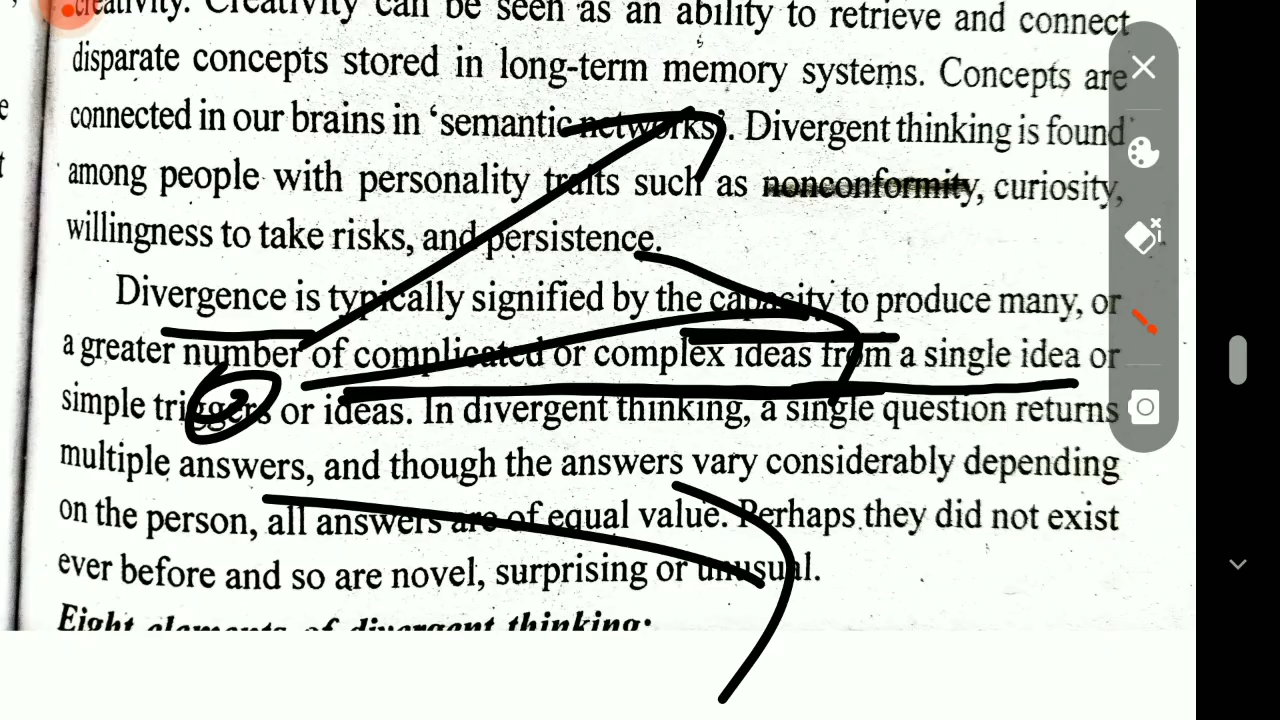 creativity. Creativity can be seen as an ability to retrieve and connect
disparate concepts stored in long-term memory systems. Concepts are
connected in our brains in ‘semantic networks’. Divergent thinking is found
among people with personality traits such as nonconformity, curiosity,
willingness to take risks, and persistence.
Divergence is typically signified by the capacity to produce many, or
a greater number of complicated or complex ideas from a single idea or
simple triggers or ideas. In divergent thinking, a single question returns
multiple answers, and though the answers vary considerably depending
on the person, all answers are of equal value. Perhaps they did not exist
ever before and so are novel, surprising or unusual.
Eight elements of divergent thinking: